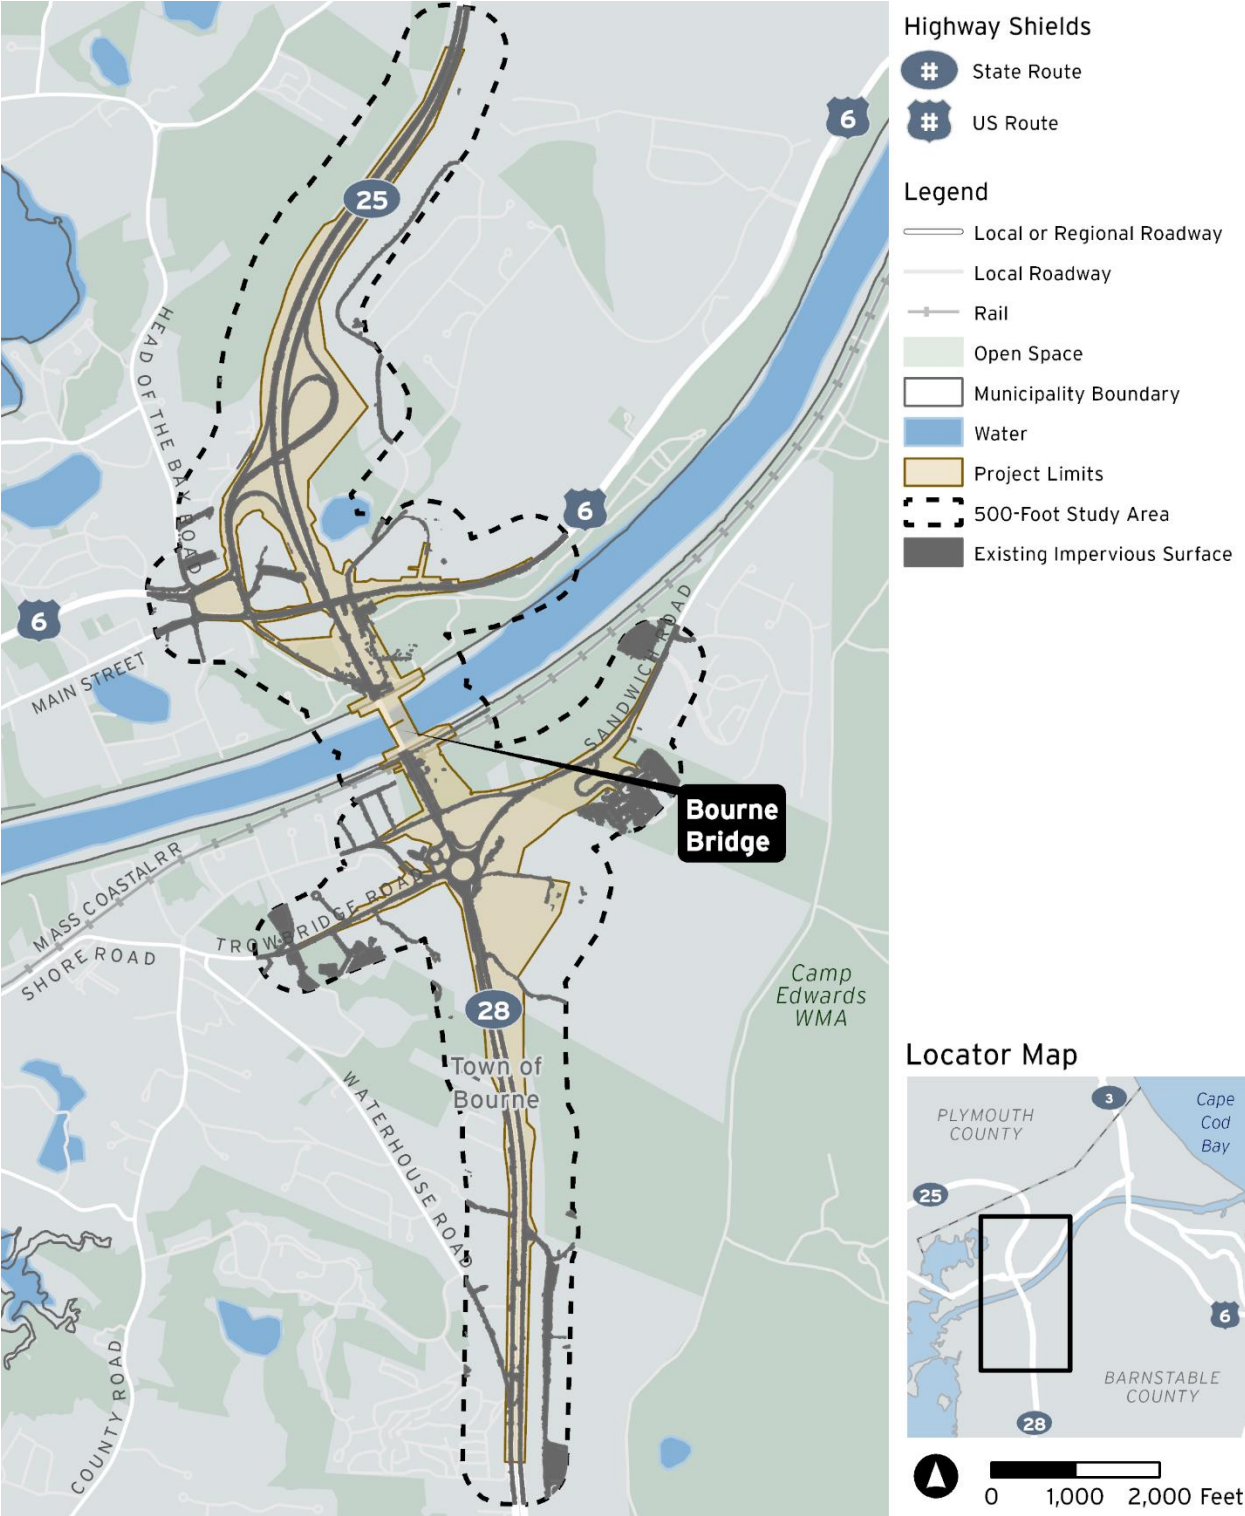 25
6
HEAD OF THE BAY ROAD
6
6
MAIN STREET
SANDWICH ROAD
Bourne
Bridge
MASS COASTALRR
TROWBRIDGE ROAD
SHORE ROAD
Camp
Edwards
WMA
28
Town of
Bourne
WATERHOUSE ROAD
COUNTY ROAD
Highway Shields
# State Route
# US Route
Legend
Local or Regional Roadway
Local Roadway
Rail
Open Space
Municipality Boundary
Water
Project Limits
500-Foot Study Area
Existing Impervious Surface
Locator Map
3
Cape
Cod
Bay
PLYMOUTH
COUNTY
25
6
BARNSTABLE
COUNTY
28
0 1,000 2,000 Feet